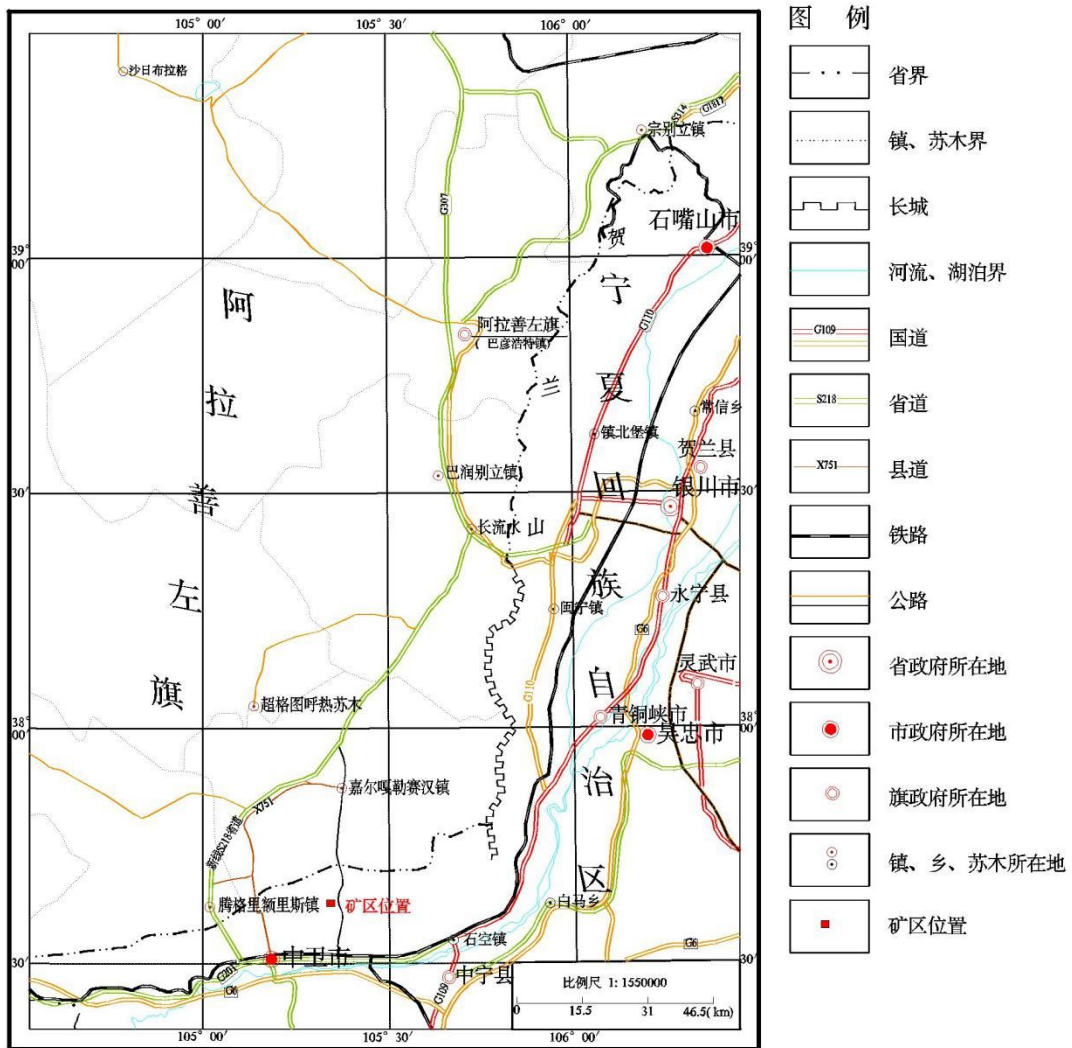 105° 00′
105° 30′
106° 00′
沙日布拉格
S314
G1817
宗别立镇
G307
石嘴山市
39°
00′
39°
00′
贺
宁
G110
阿
拉
善
左
旗
阿拉善左旗
(巴彦浩特镇)
兰
夏
常信乡
镇北堡镇
贺兰县
巴润别立镇
回
银川市
30′
30′
长流水
山
族
闽宁镇
永宁县
G6
灵武市
超格图呼热苏木
G110
自
38°
00′
38°
00′
青铜峡市
吴忠市
治
嘉尔嘎勒赛汉镇
X751
新线S218省道
区
腾格里额里斯镇
矿区位置
白马乡
石空镇
G6
中卫市
30′
30′
G201
G6
中宁县
G109
比例尺 1: 1550000
0 15.5 31 46.5( km)
105° 00′
105° 30′
106° 00′
图 例
省界
镇、苏木界
长城
河流、湖泊界
G109
国道
S218
省道
X751
县道
铁路
公路
省政府所在地
市政府所在地
旗政府所在地
镇、乡、苏木所在地
矿区位置